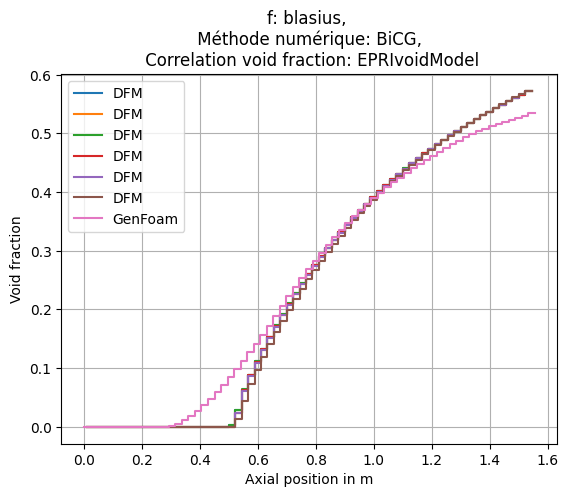 f: blasius,
Méthode numérique: BiCG,
Correlation void fraction: EPRIvoidModel
DFM
DFM
DFM
DFM
DFM
DFM
GenFoam
Void fraction
0.6
0.5
0.4
0.3
0.2
0.1
0.0
0.0 0.2 0.4 0.6 0.8 1.0 1.2 1.4 1.6
Axial position in m